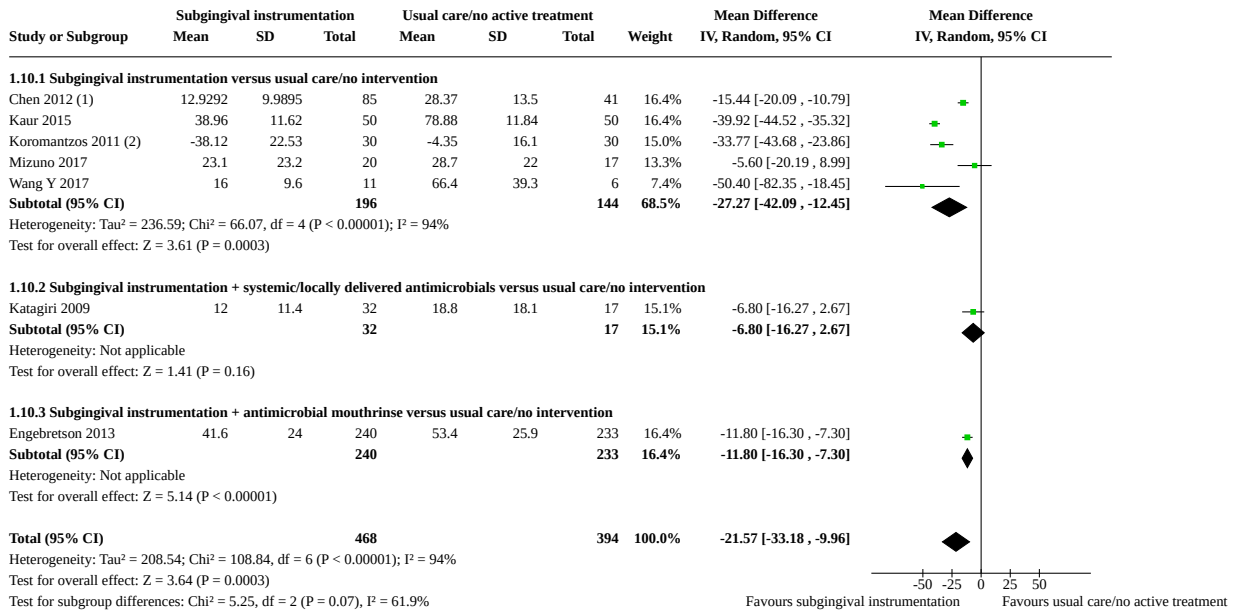 Subgingival instrumentation Usual care/no active treatment Mean Difference Mean Difference
Study or Subgroup Mean SD Total Mean SD Total Weight IV, Random, 95% CI IV, Random, 95% CI
1.10.1 Subgingival instrumentation versus usual care/no intervention
Chen 2012 (1) 12.9292 9.9895 85 28.37 13.5 41 16.4% -15.44 [-20.09 , -10.79]
Kaur 2015 38.96 11.62 50 78.88 11.84 50 16.4% -39.92 [-44.52 , -35.32]
Koromantzos 2011 (2) -38.12 22.53 30 -4.35 16.1 30 15.0% -33.77 [-43.68 , -23.86]
Mizuno 2017 23.1 23.2 20 28.7 22 17 13.3% -5.60 [-20.19 , 8.99]
Wang Y 2017 16 9.6 11 66.4 39.3 6 7.4% -50.40 [-82.35 , -18.45]
Subtotal (95% CI) 196 144 68.5% -27.27 [-42.09 , -12.45]
Heterogeneity: Tau² = 236.59; Chi² = 66.07, df = 4 (P < 0.00001); I² = 94%
Test for overall effect: Z = 3.61 (P = 0.0003)
1.10.2 Subgingival instrumentation + systemic/locally delivered antimicrobials versus usual care/no intervention
Katagiri 2009 12 11.4 32 18.8 18.1 17 15.1% -6.80 [-16.27 , 2.67]
Subtotal (95% CI) 32 17 15.1% -6.80 [-16.27 , 2.67]
Heterogeneity: Not applicable
Test for overall effect: Z = 1.41 (P = 0.16)
1.10.3 Subgingival instrumentation + antimicrobial mouthrinse versus usual care/no intervention
Engebretson 2013 41.6 24 240 53.4 25.9 233 16.4% -11.80 [-16.30 , -7.30]
Subtotal (95% CI) 240 233 16.4% -11.80 [-16.30 , -7.30]
Heterogeneity: Not applicable
Test for overall effect: Z = 5.14 (P < 0.00001)
Total (95% CI) 468 394 100.0% -21.57 [-33.18 , -9.96]
Heterogeneity: Tau² = 208.54; Chi² = 108.84, df = 6 (P < 0.00001); I² = 94%
Test for overall effect: Z = 3.64 (P = 0.0003) -50 -25 0 25 50
Test for subgroup differences: Chi² = 5.25, df = 2 (P = 0.07), I² = 61.9% Favours subgingival instrumentation Favours usual care/no active treatment